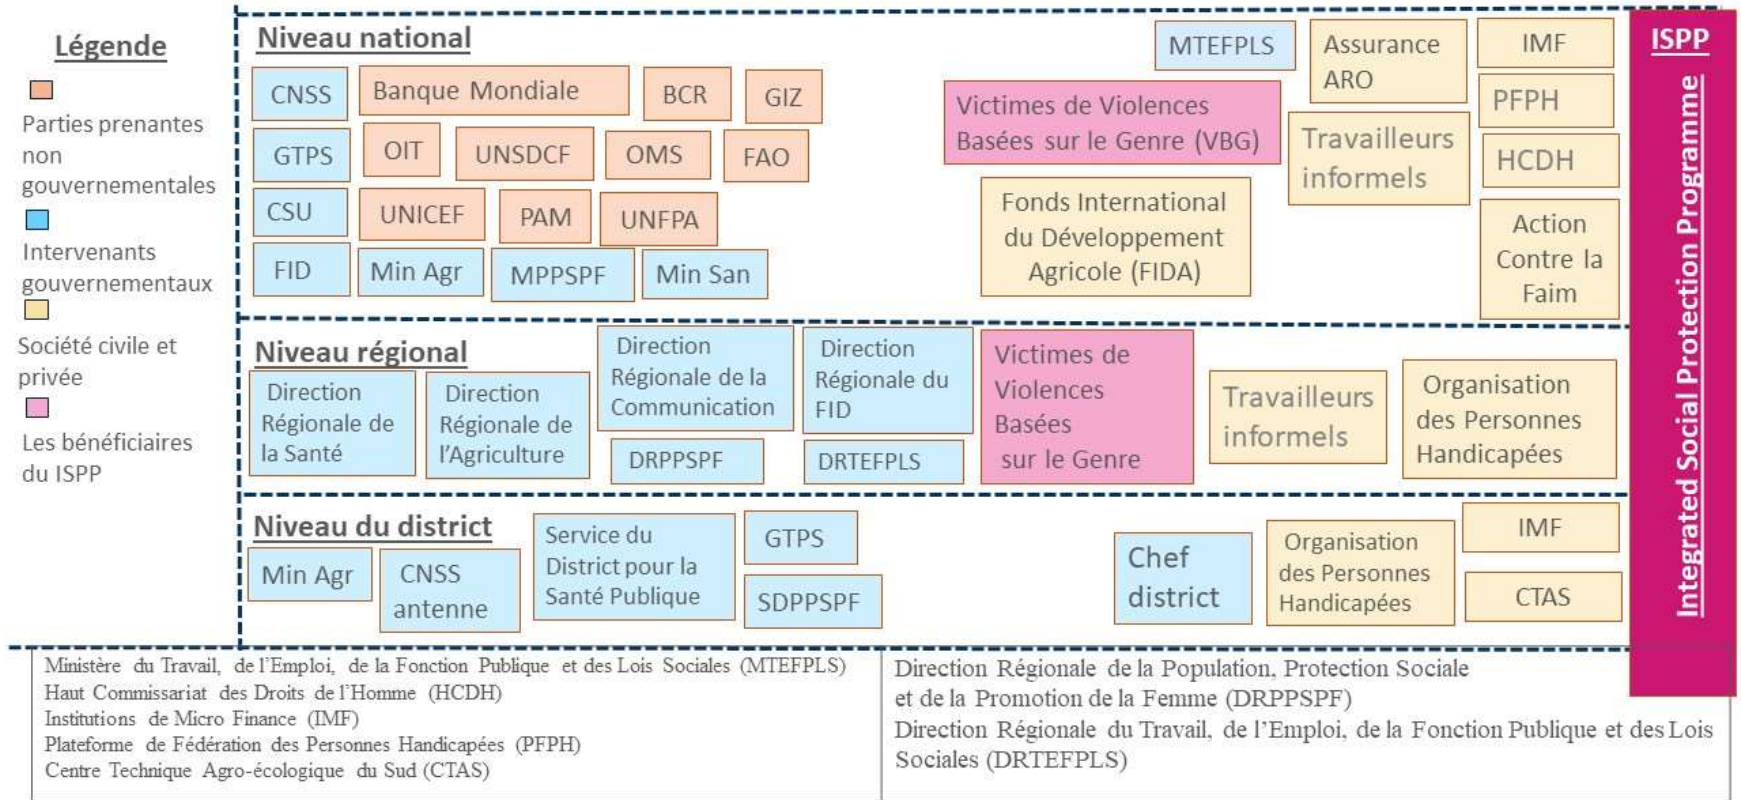 Légende
Parties prenantes
non
gouvernementales
Intervenants
gouvernementaux
Société civile et
privée
Les bénéficiaires
du ISPP
Niveau national
CNSS
Banque Mondiale
BCR
GIZ
GTPS
OIT
UNSDCF
OMS
FAO
CSU
UNICEF
PAM
UNFPA
FID
Min Agr
MPPSPF
Min San
MTEFPLS
Assurance
ARO
IMF
Victimes de Violences
Basées sur le Genre (VBG)
PFPH
Travailleurs
informels
HCDH
Fonds International
du Développement
Agricole (FIDA)
Action
Contre la
Faim
Niveau régional
Direction
Régionale de
la Santé
Direction
Régionale de
l'Agriculture
Direction
Régionale de la
Communication
DRPPSPF
Direction
Régionale du
FID
DRTEFPLS
Victimes de
Violences
Basées
sur le Genre
Travailleurs
informels
Organisation
des Personnes
Handicapées
Niveau du district
Min Agr
CNSS
antenne
Service du
District pour la
Santé Publique
GTPS
SDPPSPF
Chef
district
Organisation
des Personnes
Handicapées
IMF
CTAS
ISPP
Integrated Social Protection Programme
Ministère du Travail, de l'Emploi, de la Fonction Publique et des Lois Sociales (MTEFPLS)
Haut Commissariat des Droits de l'Homme (HCDH)
Institutions de Micro Finance (IMF)
Plateforme de Fédération des Personnes Handicapées (PFPH)
Centre Technique Agro-écologique du Sud (CTAS)
Direction Régionale de la Population, Protection Sociale
et de la Promotion de la Femme (DRPPSPF)
Direction Régionale du Travail, de l'Emploi, de la Fonction Publique et des Lois
Sociales (DRTEFPLS)